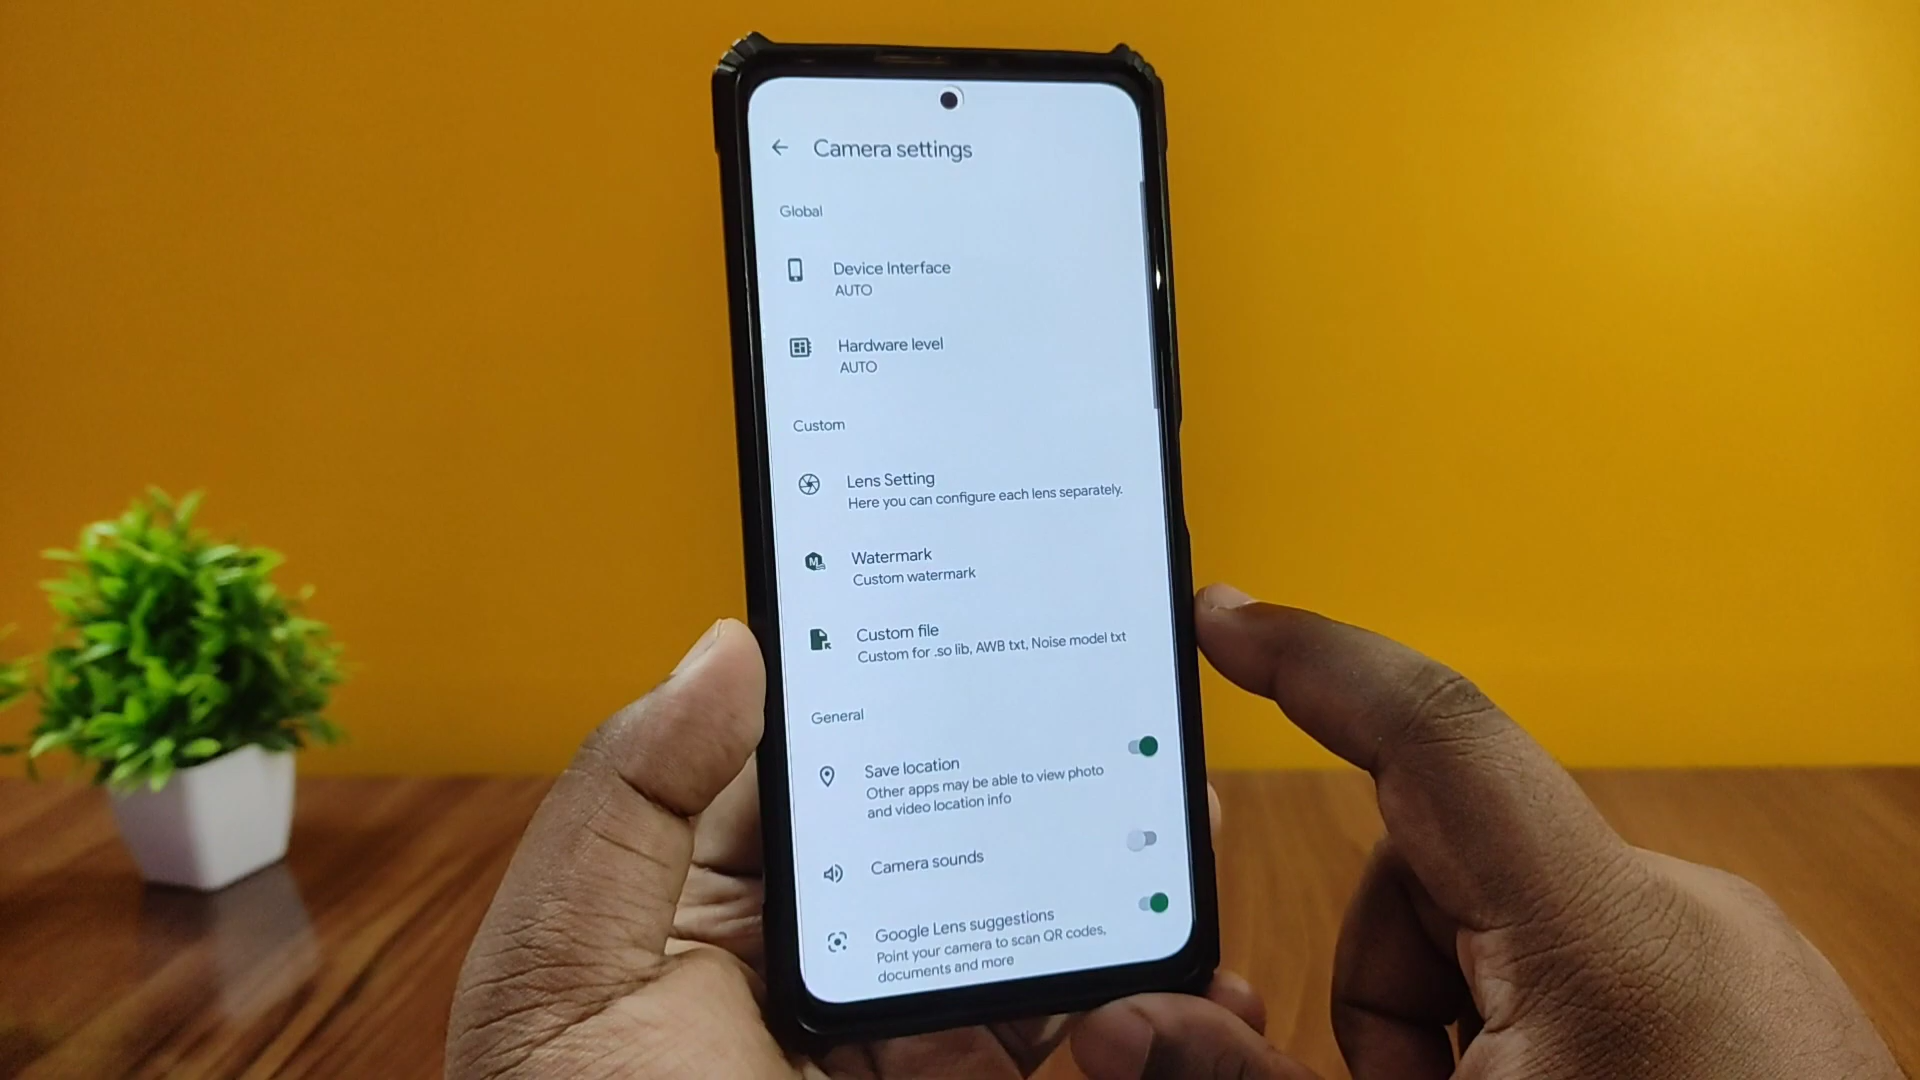 Camera settings
Global
Device Interface
AUTO
Hardware level
AUTO
Custom
Lens Setting
Here you can configure each lens separately.
Watermark
Custom watermark
Custom file
Custom for .so lib, AWB txt, Noise model txt
General
Save location
Other apps may be able to view photo
and video location info
Camera sounds
Google Lens suggestions
Point your camera to scan QR codes,
documents and more